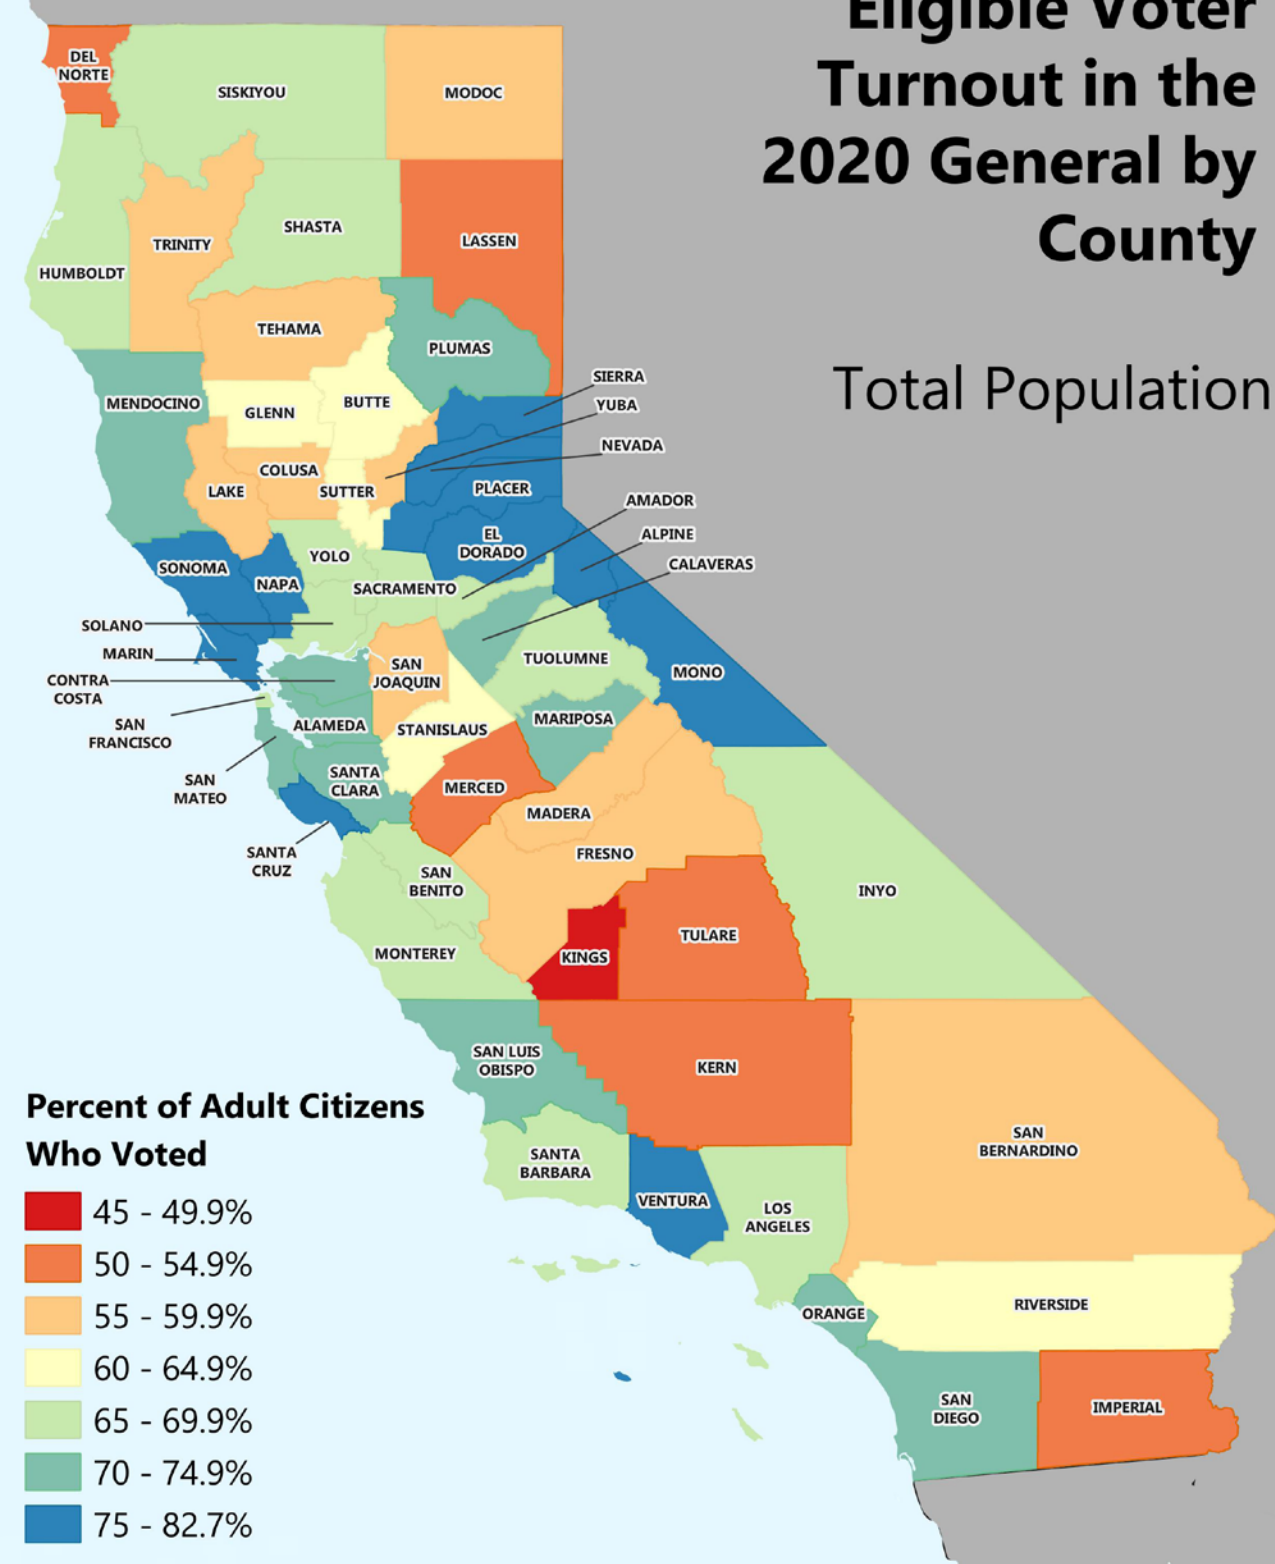 Eligible Voter
Turnout in the
2020 General by
County
Total Population
DEL
NORTE
SISKIYOU
MODOC
TRINITY
SHASTA
LASSEN
HUMBOLDT
TEHAMA
PLUMAS
SIERRA
YUBA
MENDOCINO
GLENN
BUTTE
NEVADA
COLUSA
LAKE
SUTTER
PLACER
AMADOR
EL
DORADO
ALPINE
CALAVERAS
SONOMA
YOLO
NAPA
SACRAMENTO
SOLANO
MARIN
CONTRA
COSTA
SAN
JOAQUIN
TUOLUMNE
MONO
SAN
FRANCISCO
ALAMEDA
STANISLAUS
MARIPOSA
SAN
MATEO
SANTA
CLARA
MERCED
MADERA
SANTA
CRUZ
FRESNO
SAN
BENITO
INYO
MONTEREY
KINGS
TULARE
SAN LUIS
OBISPO
KERN
SAN
BERNARDINO
SANTA
BARBARA
VENTURA
LOS
ANGELES
ORANGE
RIVERSIDE
SAN
DIEGO
IMPERIAL
Percent of Adult Citizens
Who Voted
45 - 49.9%
50 - 54.9%
55 - 59.9%
60 - 64.9%
65 - 69.9%
70 - 74.9%
75 - 82.7%